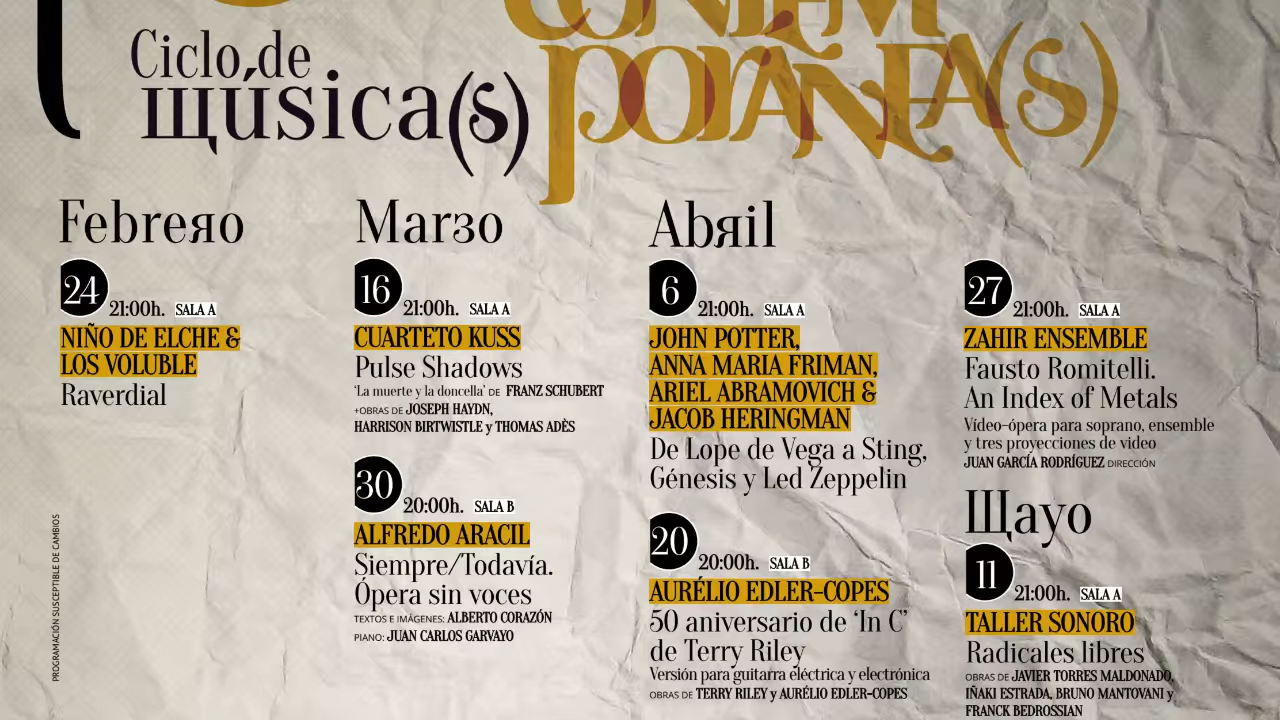 Ciclo de
música(s)
CONTEM
PORÁNEA(s)
Febrero
24 21:00h. SALA A
NIÑO DE ELCHE &
LOS VOLUBLE
Raverdial
PROGRAMACIÓN SUSCEPTIBLE DE CAMBIOS
Marzo
16 21:00h. SALA A
CUARTETO KUSS
Pulse Shadows
‘La muerte y la doncella’ DE FRANZ SCHUBERT
+OBRAS DE JOSEPH HAYDN,
HARRISON BIRTWISTLE y THOMAS ADÈS
30 20:00h. SALA B
ALFREDO ARACIL
Siempre/Todavía.
Ópera sin voces
TEXTOS E IMÁGENES: ALBERTO CORAZÓN
PIANO: JUAN CARLOS GARVAYO
Abril
6 21:00h. SALA A
JOHN POTTER,
ANNA MARIA FRIMAN,
ARIEL ABRAMOVICH &
JACOB HERINGMAN
De Lope de Vega a Sting,
Génesis y Led Zeppelin
20 20:00h. SALA B
AURÉLIO EDLER-COPES
50 aniversario de ‘In C’
de Terry Riley
Versión para guitarra eléctrica y electrónica
OBRAS DE TERRY RILEY y AURÉLIO EDLER-COPES
27 21:00h. SALA A
ZAHIR ENSEMBLE
Fausto Romitelli.
An Index of Metals
Vídeo-ópera para soprano, ensemble
y tres proyecciones de video
JUAN GARCÍA RODRÍGUEZ DIRECCIÓN
Mayo
11 21:00h. SALA A
TALLER SONORO
Radicales libres
OBRAS DE JAVIER TORRES MALDONADO,
IÑAKI ESTRADA, BRUNO MANTOVANI y
FRANCK BEDROSSIAN